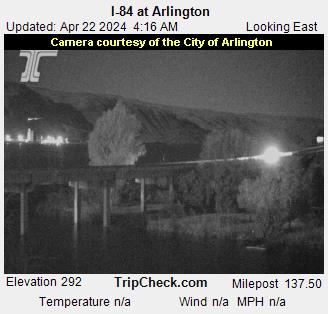 I-84 at Arlington
Updated: Apr 22 2024 4:16 AM Looking East
Camera courtesy of the City of Arlington
Elevation 292 TripCheck.com Milepost 137.50
Temperature n/a Wind n/a MPH n/a